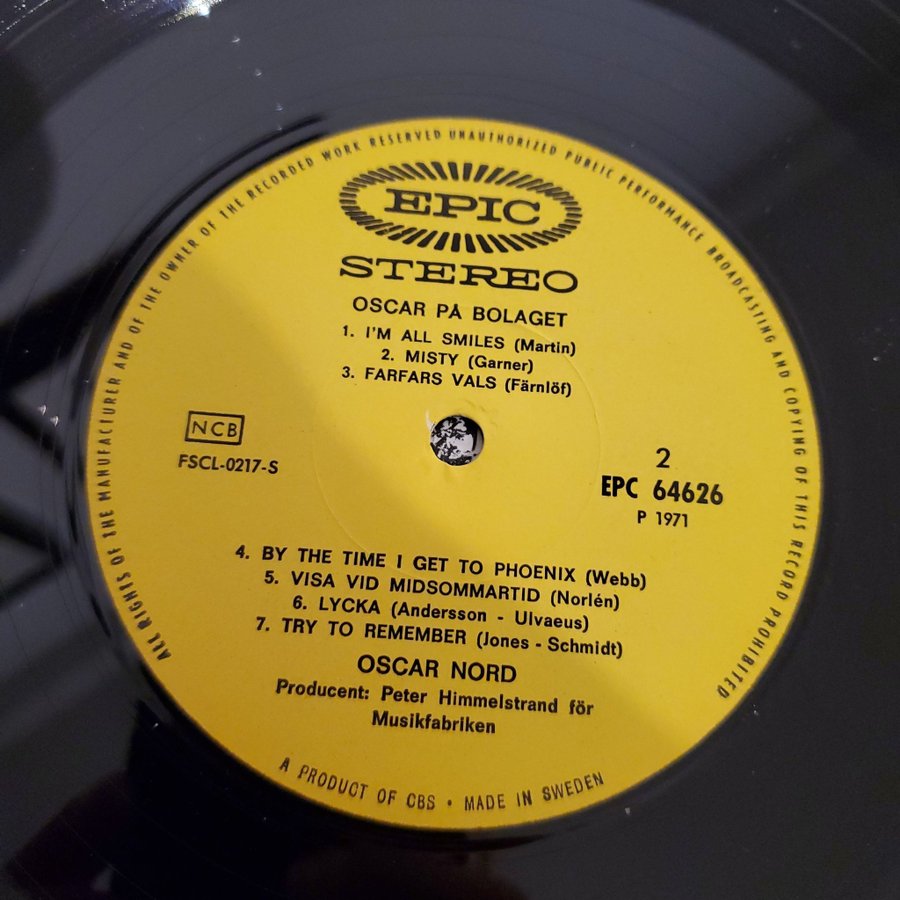 ALL RIGHTS OF THE MANUFACTURER AND OF THE OWNER OF THE RECORDED WORK RESERVED UNAUTHORIZED PUBLIC PERFORMANCE BROADCASTING AND COPYING OF THIS RECORD PROHIBITED
EPIC
STEREO
OSCAR PÅ BOLAGET
1. I'M ALL SMILES (Martin)
2. MISTY (Garner)
3. FARFARS VALS (Färnlöf)
NCB
FSCL-0217-S
2
EPC 64626
P 1971
4. BY THE TIME I GET TO PHOENIX (Webb)
5. VISA VID MIDSOMMARTID (Norlén)
6. LYCKA (Andersson - Ulvaeus)
7. TRY TO REMEMBER (Jones - Schmidt)
OSCAR NORD
Producent: Peter Himmelstrand för
Musikfabriken
A PRODUCT OF CBS • MADE IN SWEDEN